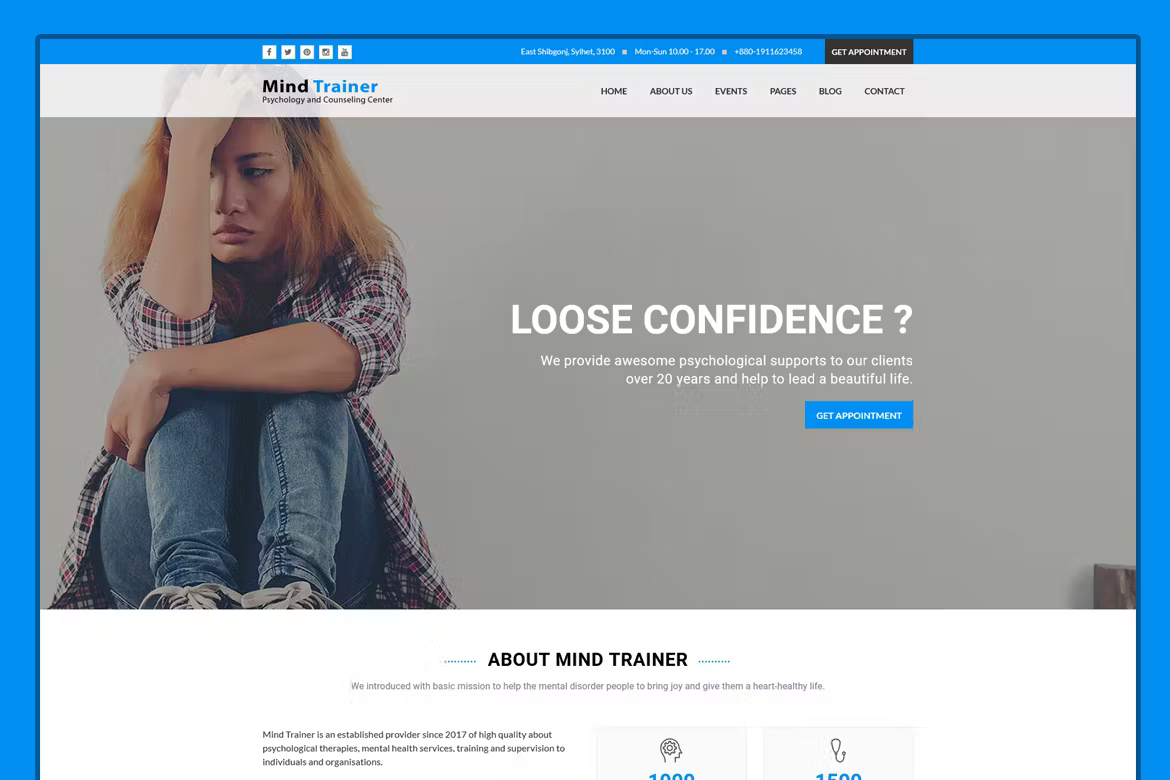 East Shibgonj, Sylhet, 3100 Mon-Sun 10.00 - 17.00 +880-1911623458 GET APPOINTMENT
Mind Trainer
Psychology and Counseling Center
HOME ABOUT US EVENTS PAGES BLOG CONTACT
LOOSE CONFIDENCE ?
We provide awesome psychological supports to our clients
over 20 years and help to lead a beautiful life.
GET APPOINTMENT
ABOUT MIND TRAINER
We introduced with basic mission to help the mental disorder people to bring joy and give them a heart-healthy life.
Mind Trainer is an established provider since 2017 of high quality about
psychological therapies, mental health services, training and supervision to
individuals and organisations.